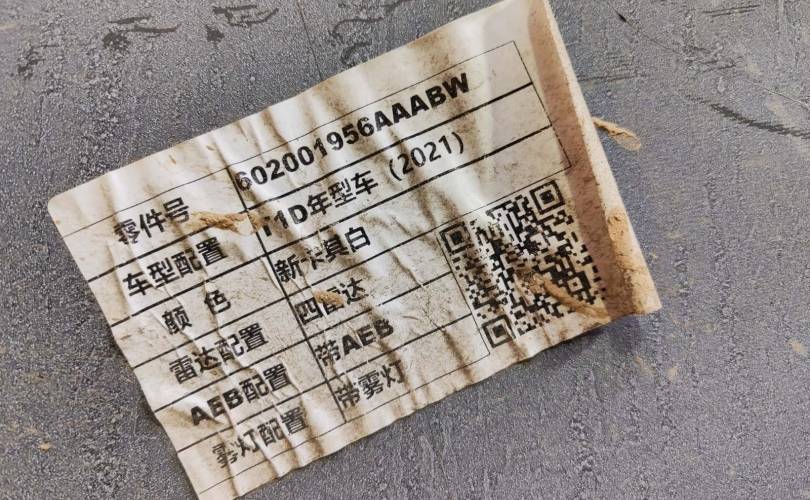 零件号 602001956AAABW
车型配置 T1D年型车（2021）
颜 色 新卡其白
雷达配置 四雷达
AEB配置 带AEB
雾灯配置 带雾灯